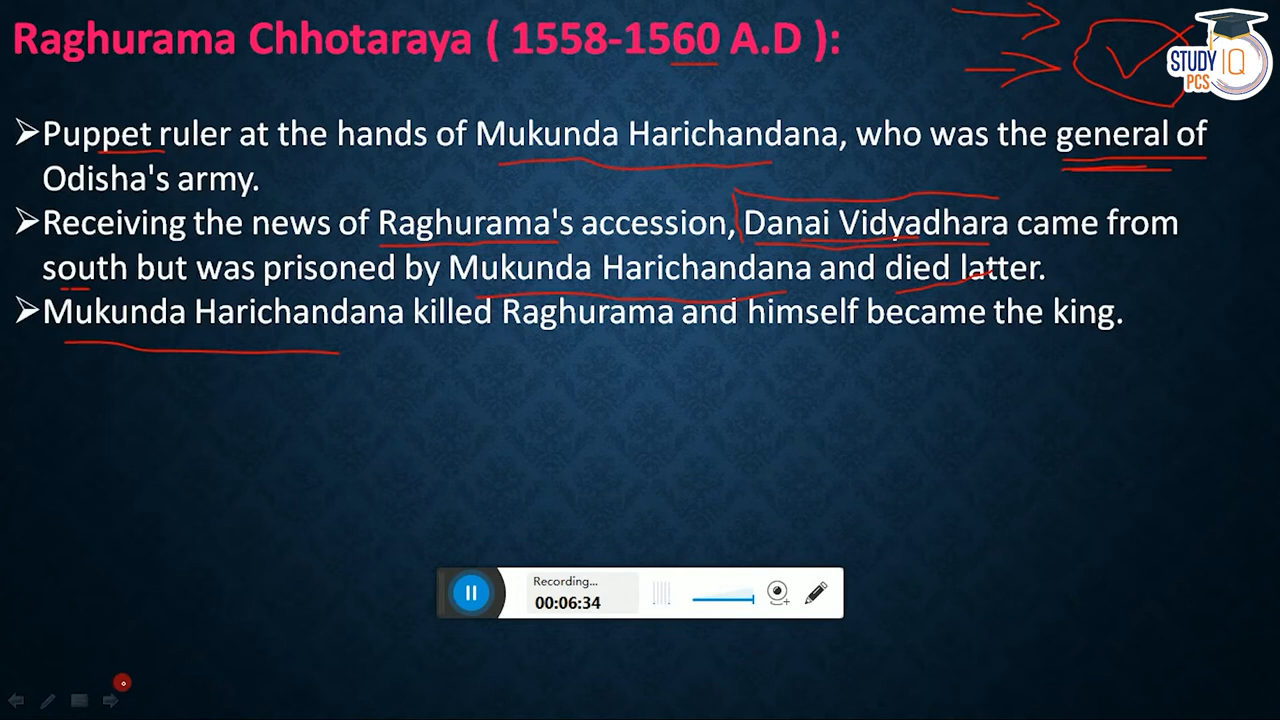 Raghurama Chhotaraya ( 1558-1560 A.D ):
STUDY IQ
PCS
➢Puppet ruler at the hands of Mukunda Harichandana, who was the general of
Odisha's army.
➢Receiving the news of Raghurama's accession, Danai Vidyadhara came from
south but was prisoned by Mukunda Harichandana and died latter.
➢Mukunda Harichandana killed Raghurama and himself became the king.
Recording...
00:06:34